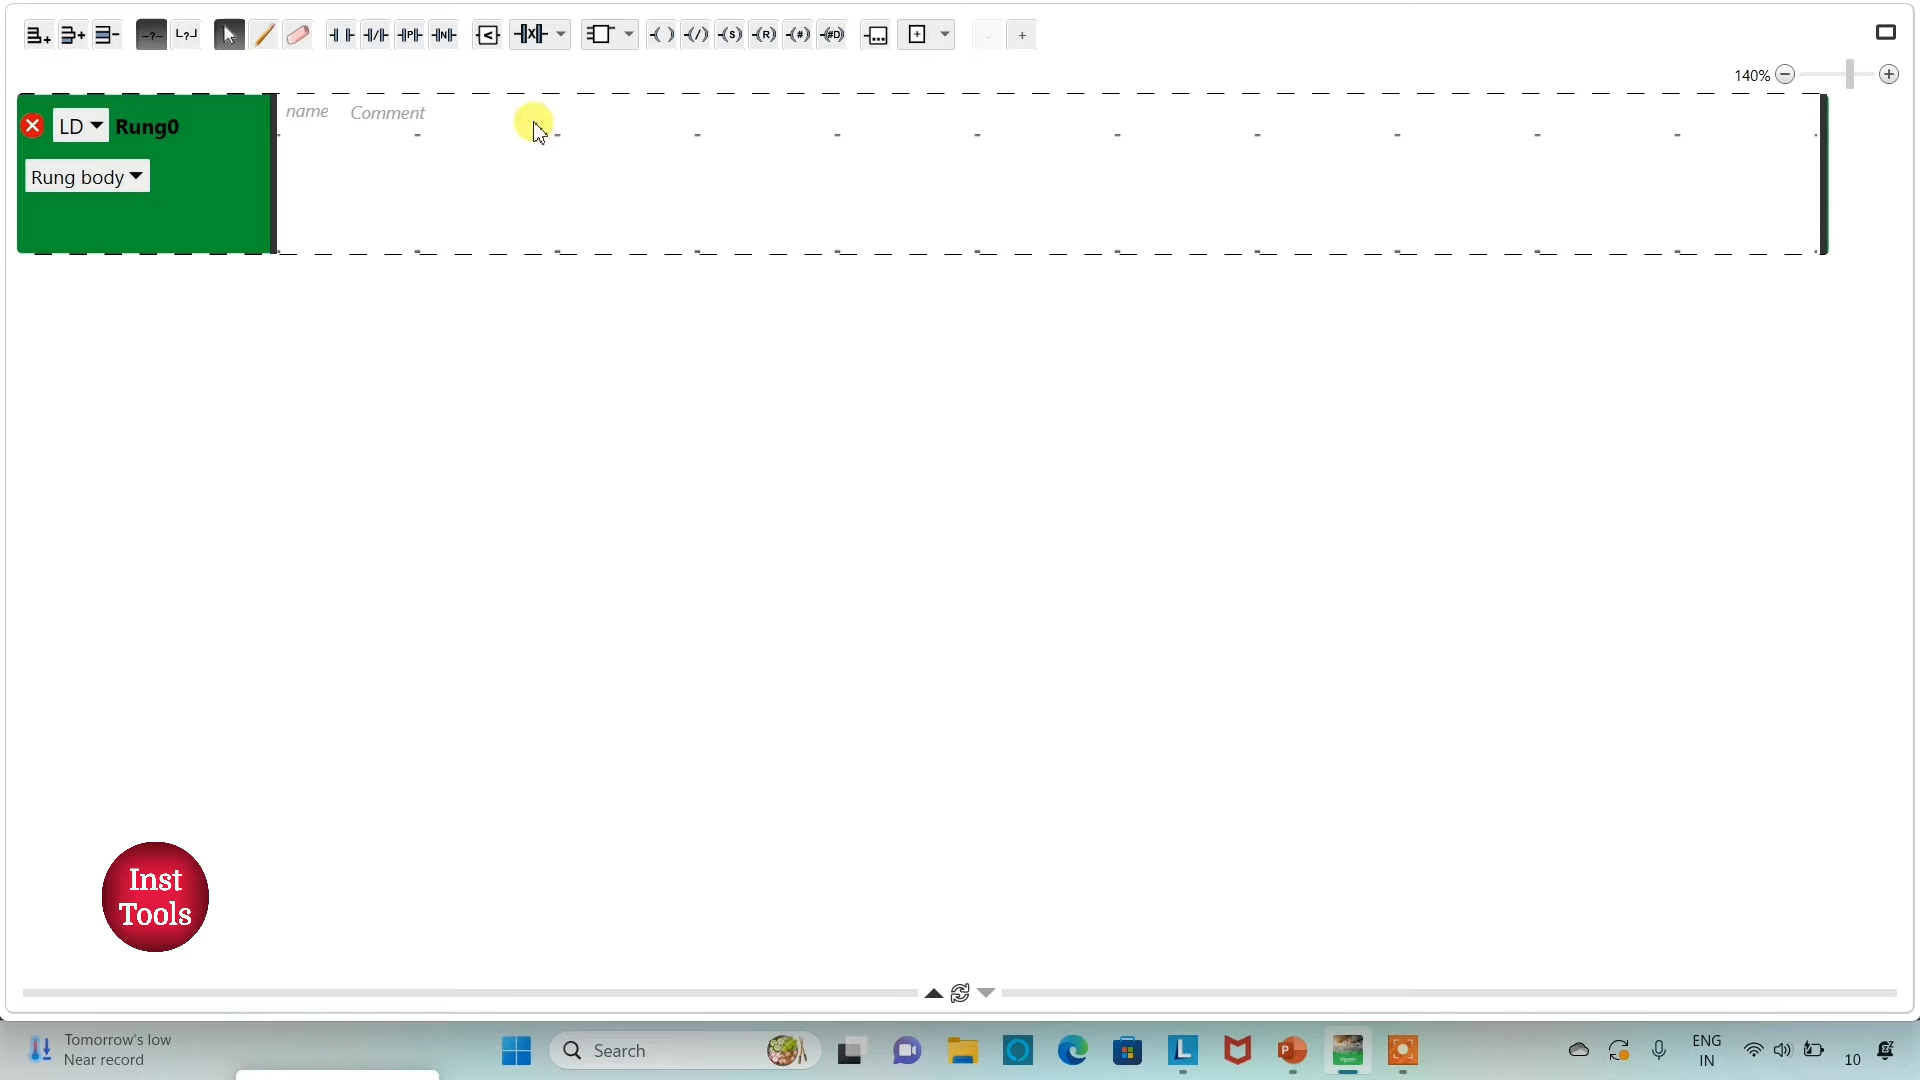 140%
LD Rung0
name Comment
Rung body
Inst
Tools
Tomorrow's low
Near record
Search
ENG
IN
10